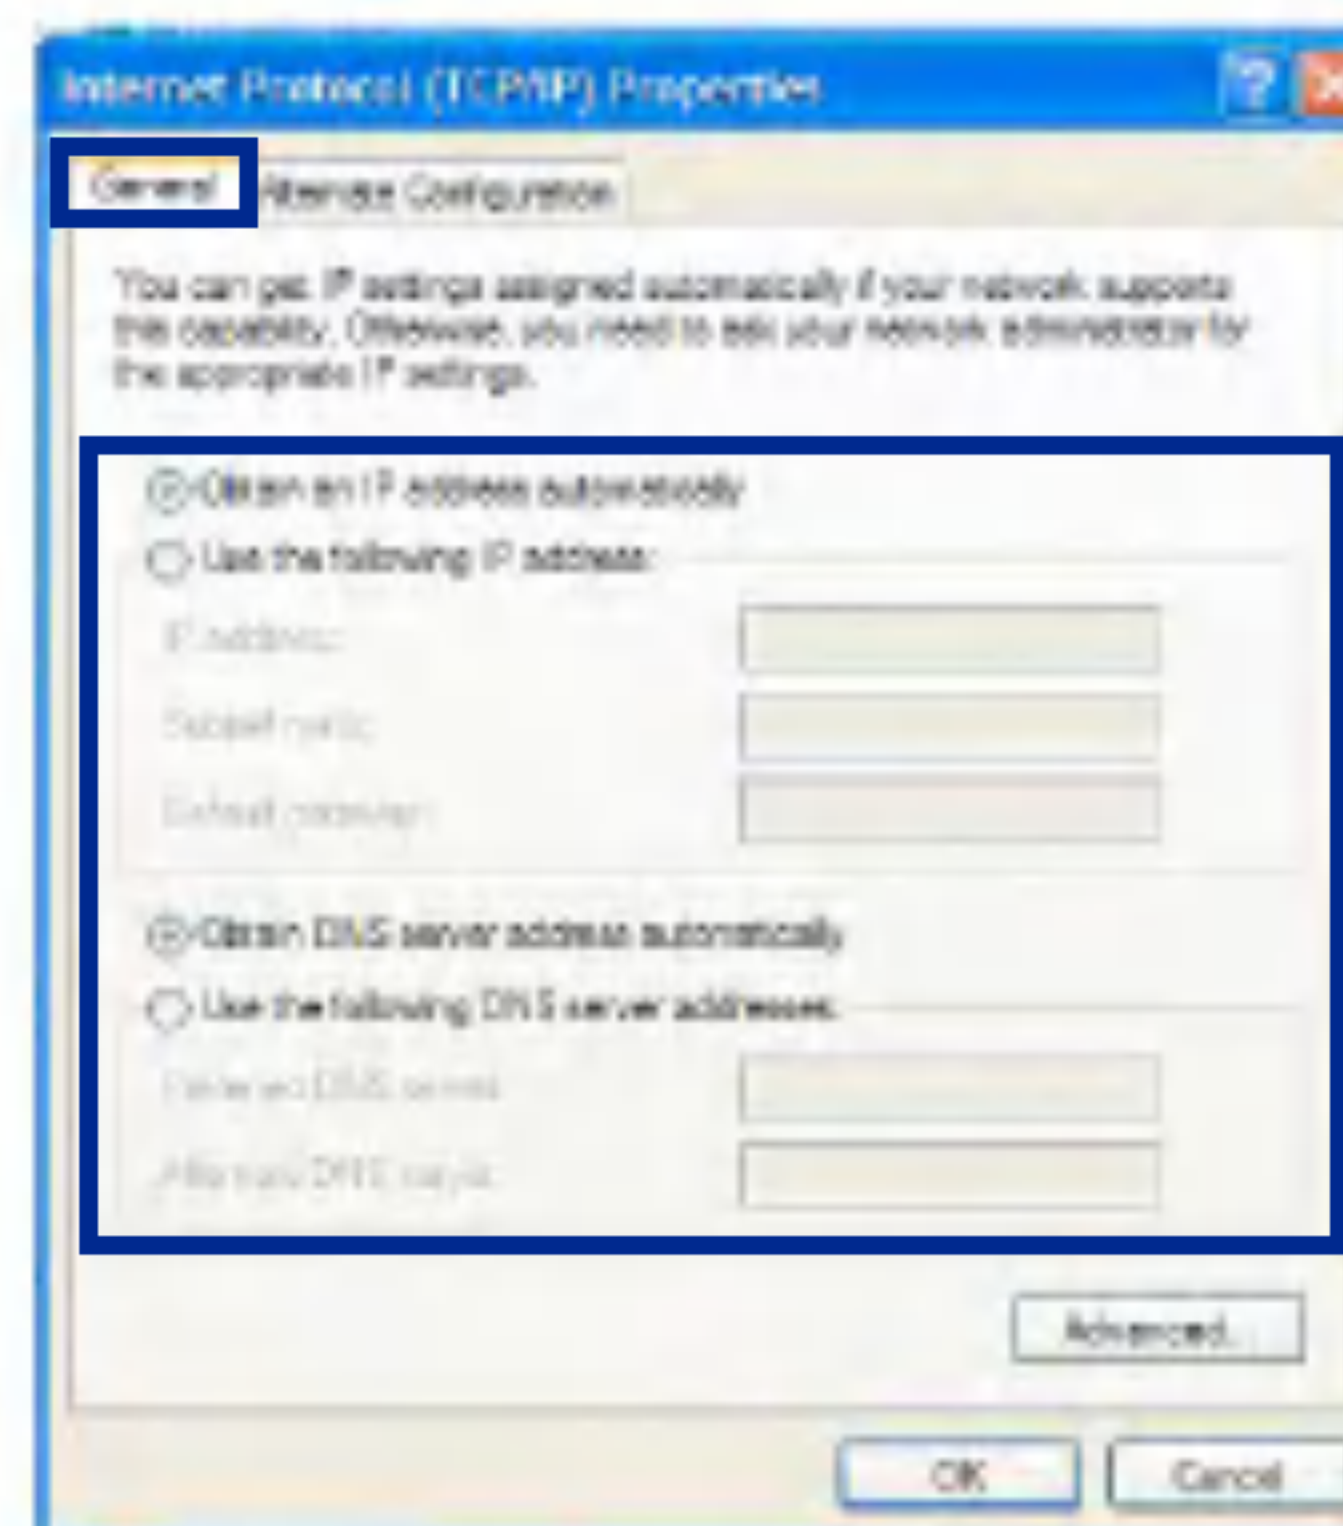 Internet Protocol (TCP/IP) Properties
General
Alternate Configuration
You can get IP settings assigned automatically if your network supports
this capability. Otherwise, you need to ask your network administrator for
the appropriate IP settings.
Obtain an IP address automatically
Use the following IP address:
IP address:
Subnet mask:
Default gateway:
Obtain DNS server address automatically
Use the following DNS server addresses:
Preferred DNS server:
Alternate DNS server:
Advanced...
OK
Cancel